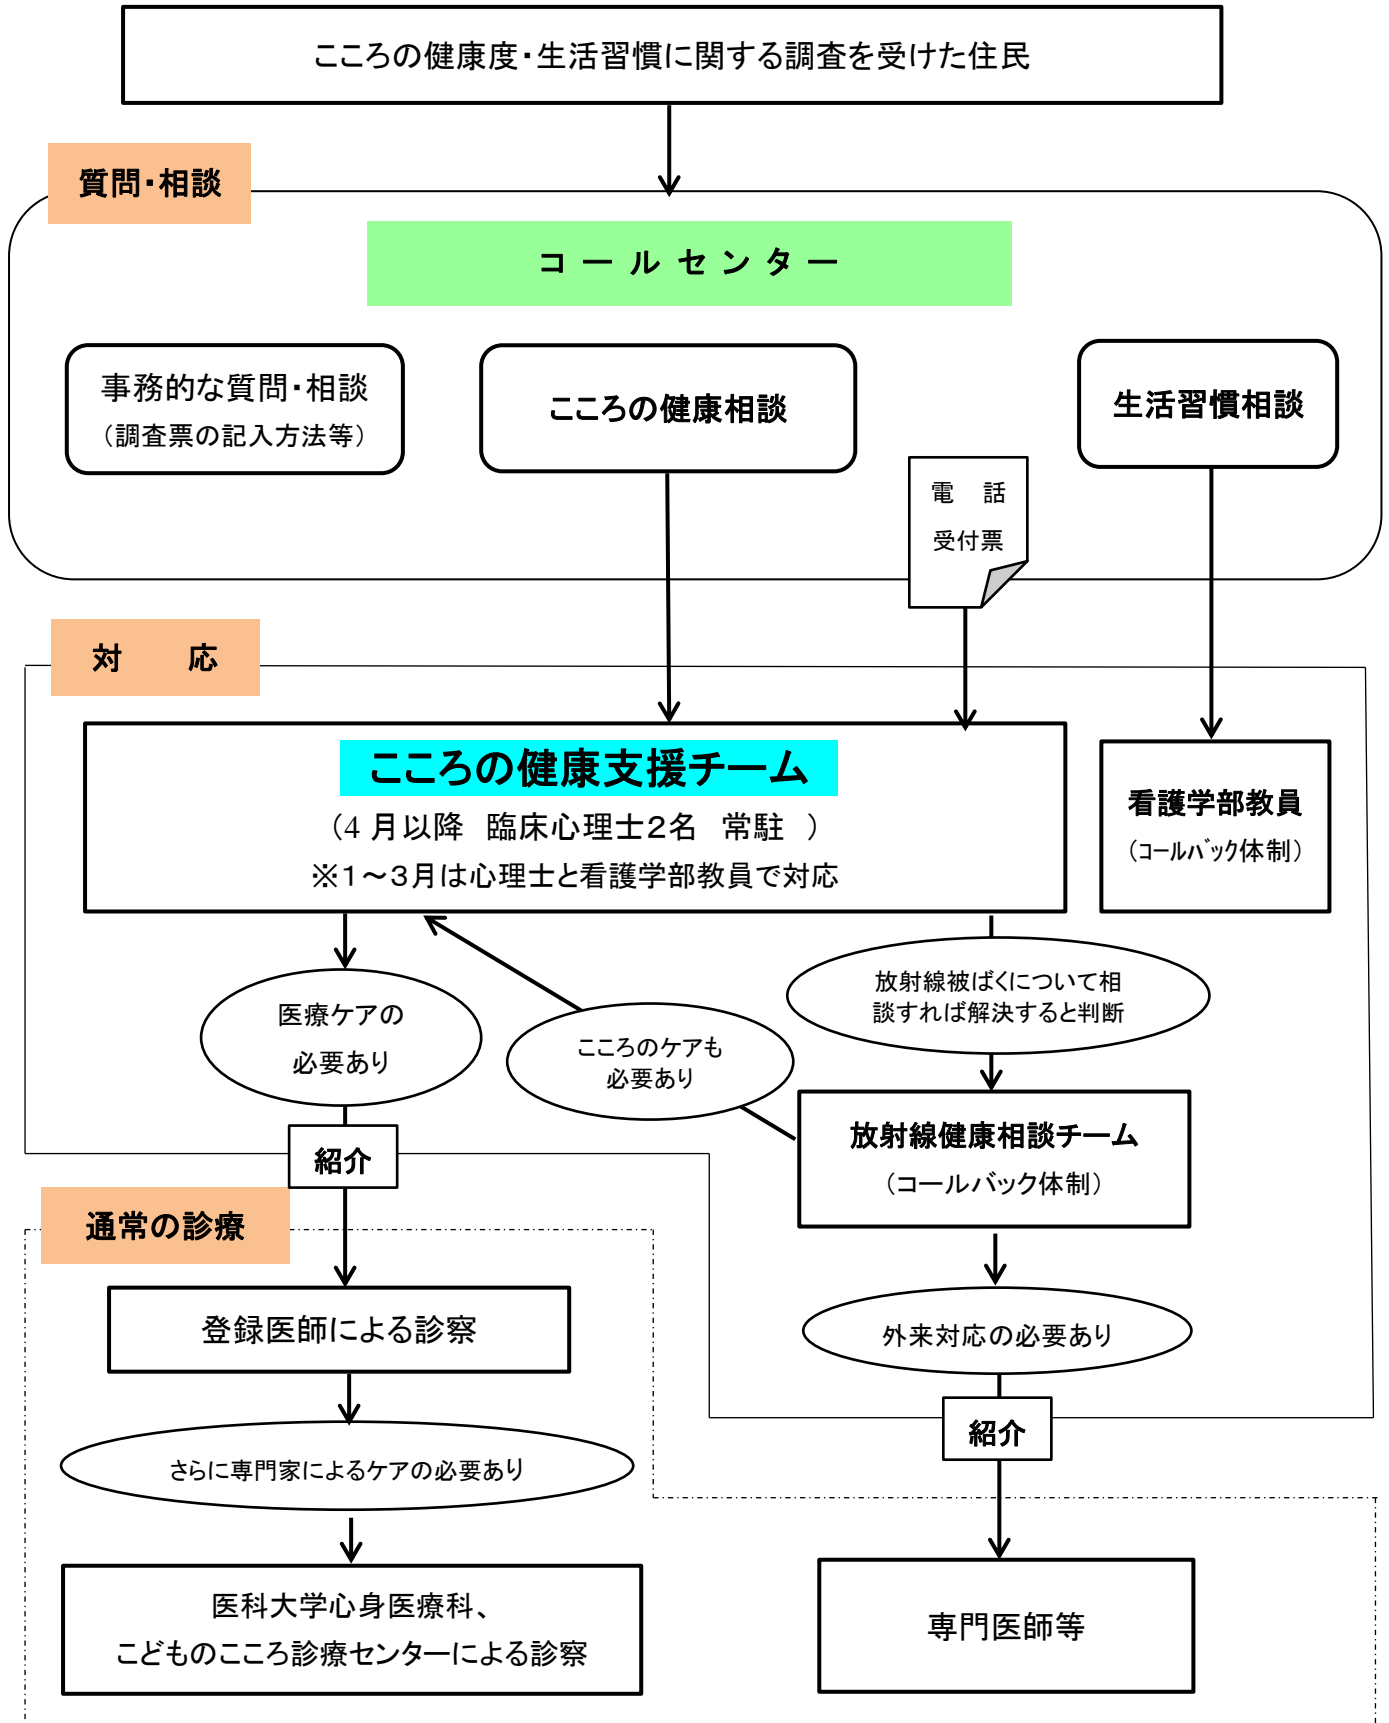 こころの健康度・生活習慣に関する調査を受けた住民
質問・相談
コールセンター
事務的な質問・相談
（調査票の記入方法等）
こころの健康相談
生活習慣相談
電　話
受付票
対　　応
こころの健康支援チーム
（4 月以降　臨床心理士２名　常駐　）
※１～３月は心理士と看護学部教員で対応
看護学部教員
（ｺｰﾙﾊﾞｯｸ体制）
医療ケアの
必要あり
こころのケアも
必要あり
放射線被ばくについて相
談すれば解決すると判断
紹介
放射線健康相談チーム
（コールバック体制）
通常の診療
登録医師による診察
外来対応の必要あり
紹介
さらに専門家によるケアの必要あり
医科大学心身医療科、
こどものこころ診療センターによる診察
専門医師等